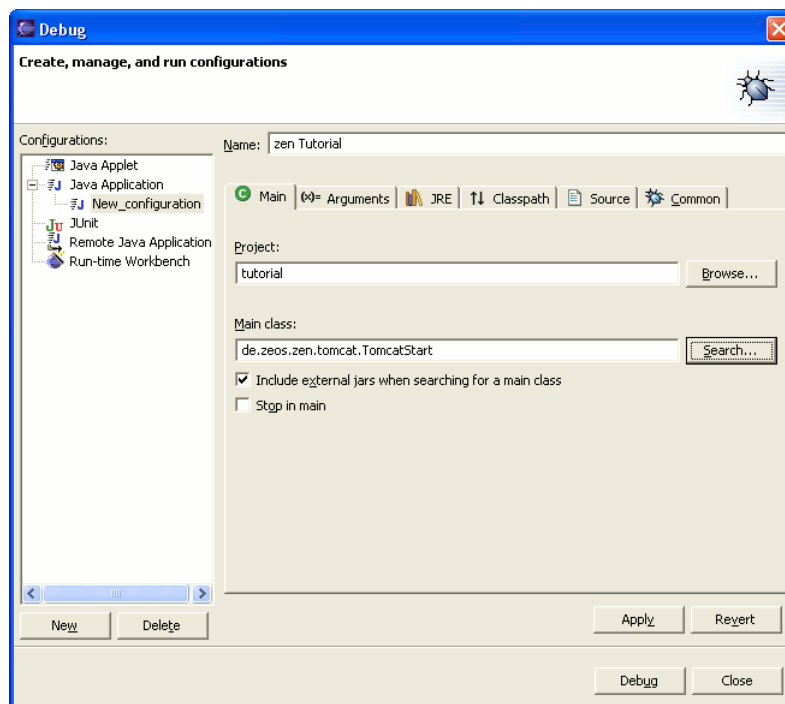 Debug
Create, manage, and run configurations
Configurations:
Java Applet
Java Application
New_configuration
JUnit
Remote Java Application
Run-time Workbench
New
Delete
Name: zen Tutorial
Main (x)= Arguments JRE Classpath Source Common
Project:
tutorial
Browse...
Main class:
de.zeos.zen.tomcat.TomcatStart
Search...
Include external jars when searching for a main class
Stop in main
Apply
Revert
Debug
Close